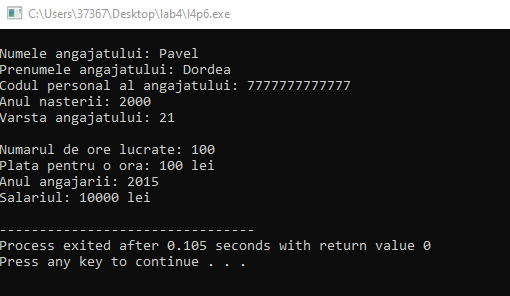 C:\Users\37367\Desktop\lab4\l4p6.exe
Numele angajatului: Pavel
Prenumele angajatului: Dordea
Codul personal al angajatului: 7777777777777
Anul nasterii: 2000
Varsta angajatului: 21
Numarul de ore lucrate: 100
Plata pentru o ora: 100 lei
Anul angajarii: 2015
Salariul: 10000 lei
--------------------------------
Process exited after 0.105 seconds with return value 0
Press any key to continue . . .